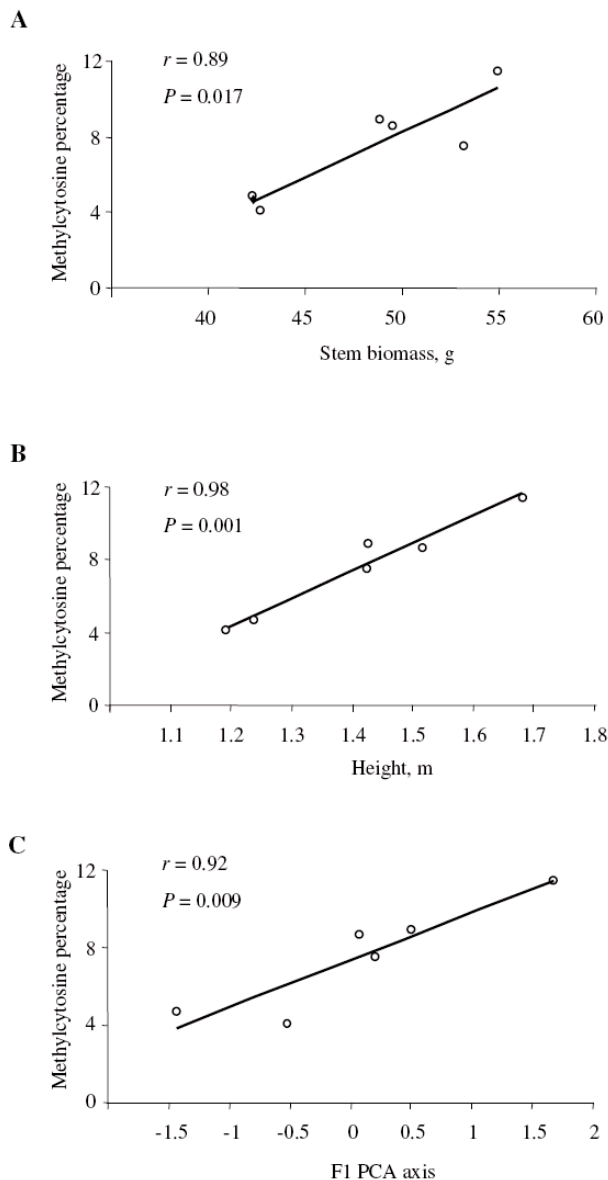 A
r = 0.89
P = 0.017
Methylcytosine percentage
12
8
4
0
40 45 50 55 60
Stem biomass, g
B
r = 0.98
P = 0.001
Methylcytosine percentage
12
8
4
0
1.1 1.2 1.3 1.4 1.5 1.6 1.7 1.8
Height, m
C
r = 0.92
P = 0.009
Methylcytosine percentage
12
8
4
0
-1.5 -1 -0.5 0 0.5 1 1.5 2
F1 PCA axis